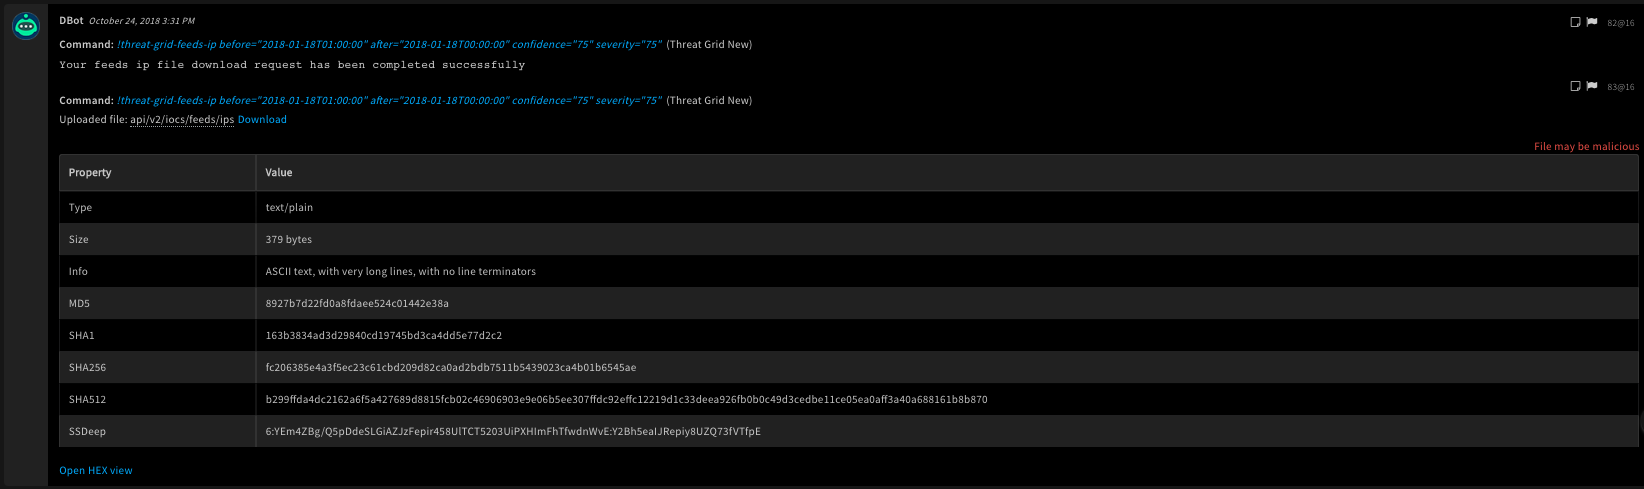 DBot October 24, 2018 3:31 PM 82@16
Command: !threat-grid-feeds-ip before="2018-01-18T01:00:00" after="2018-01-18T00:00:00" confidence="75" severity="75" (Threat Grid New)
Your feeds ip file download request has been completed successfully
83@16
Command: !threat-grid-feeds-ip before="2018-01-18T01:00:00" after="2018-01-18T00:00:00" confidence="75" severity="75" (Threat Grid New)
Uploaded file: api/v2/iocs/feeds/ips Download
File may be malicious
Property Value
Type text/plain
Size 379 bytes
Info ASCII text, with very long lines, with no line terminators
MD5 8927b7d22fd0a8fdaee524c01442e38a
SHA1 163b3834ad3d29840cd19745bd3ca4dd5e77d2c2
SHA256 fc206385e4a3f5ec23c61cbd209d82ca0ad2bdb7511b5439023ca4b01b6545ae
SHA512 b299ffda4dc2162a6f5a427689d8815fcb02c46906903e9e06b5ee307ffdc92effc12219d1c33deea926fb0b0c49d3cedbe11ce05ea0aff3a40a688161b8b870
SSDeep 6:YEm4ZBg/Q5pDdeSLGiAZJzFepir458UlTCT5203UiPXHImFhTfwdnWvE:Y2Bh5eaIJRepiy8UZQ73fVTfpE
Open HEX view